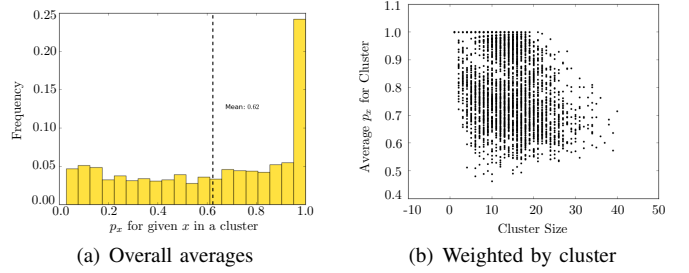 0.25
0.20
0.15
0.10
0.05
0.00
Frequency
Mean: 0.62
0.0 0.2 0.4 0.6 0.8 1.0
p_x for given x in a cluster
(a) Overall averages
1.1
1.0
0.9
0.8
0.7
0.6
0.5
0.4
Average p_x for Cluster
-10 0 10 20 30 40 50
Cluster Size
(b) Weighted by cluster